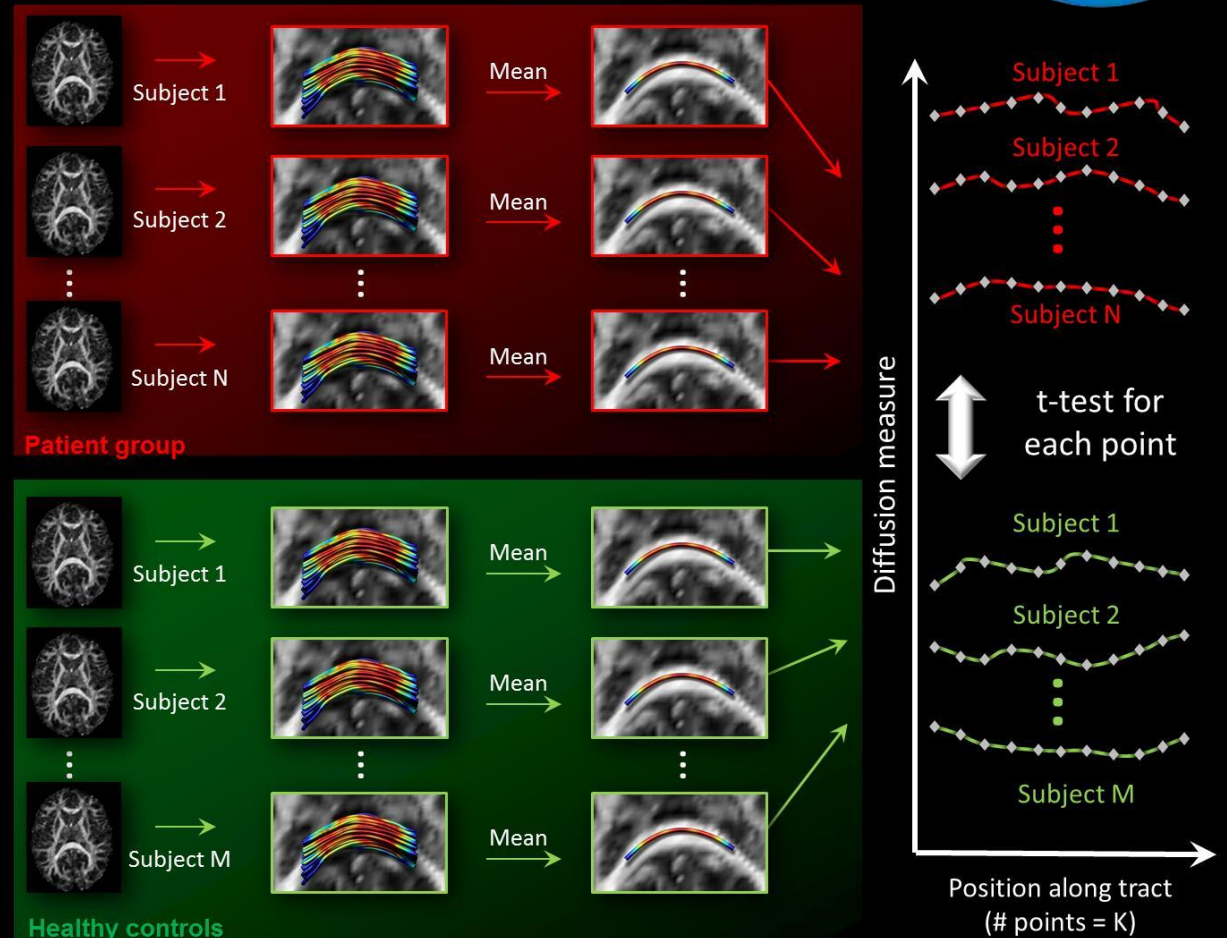 Subject 1
Mean
Subject 2
Mean
Subject N
Mean
Patient group
Subject 1
Mean
Subject 2
Mean
Subject M
Mean
Healthy controls
Diffusion measure
Subject 1
Subject 2
Subject N
t-test for
each point
Subject 1
Subject 2
Subject M
Position along tract
(# points = K)